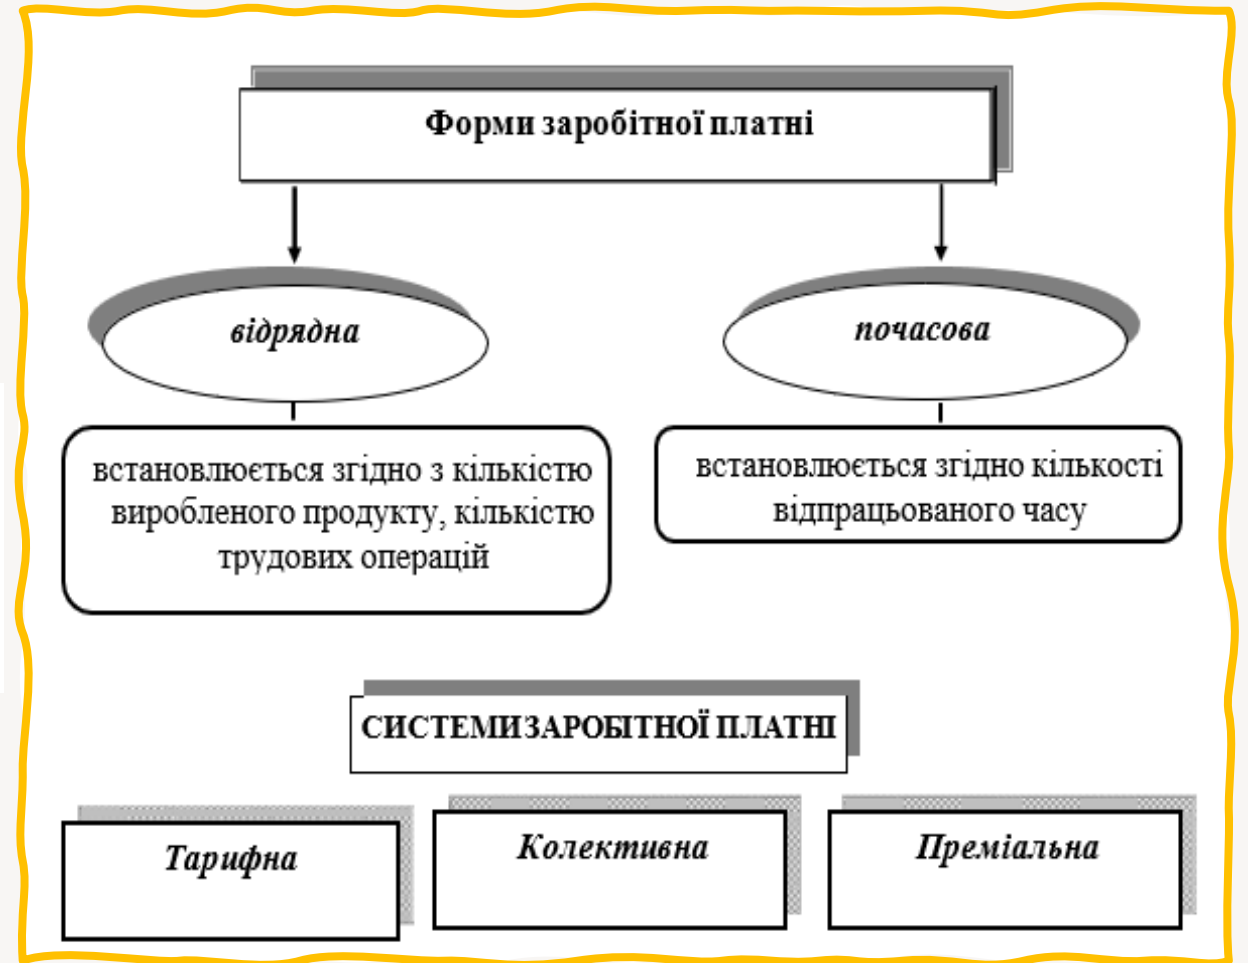 Форми заробітної платні
відрядна
почасова
встановлюється згідно з кількістю
виробленого продукту, кількістю
трудових операцій
встановлюється згідно кількості
відпрацьованого часу
СИСТЕМИ ЗАРОБІТНОЇ ПЛАТНІ
Тарифна
Колективна
Преміальна